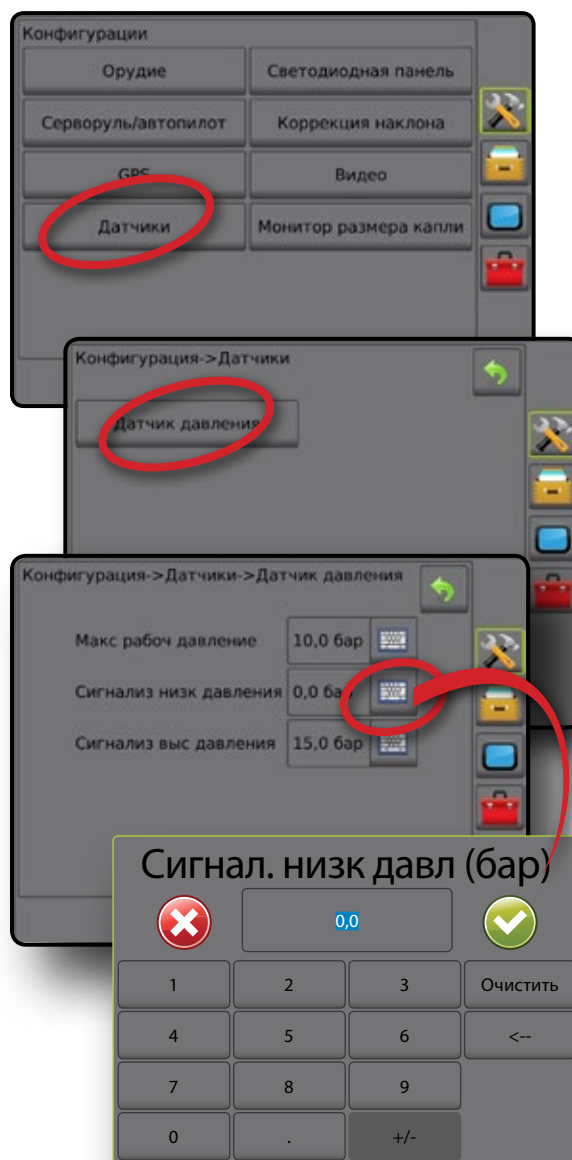 Конфигурации
Орудие Светодиодная панель
Серворуль/автопилот Коррекция наклона
GPS Видео
Датчики Монитор размера капли
Конфигурация->Датчики
Датчик давления
Конфигурация->Датчики->Датчик давления
Макс рабоч давление 10,0 бар
Сигнализ низк давления 0,0 бар
Сигнализ выс давления 15,0 бар
Сигнал. низк давл (бар)
0,0
1 2 3 Очистить
4 5 6 <--
7 8 9
0 . +/-